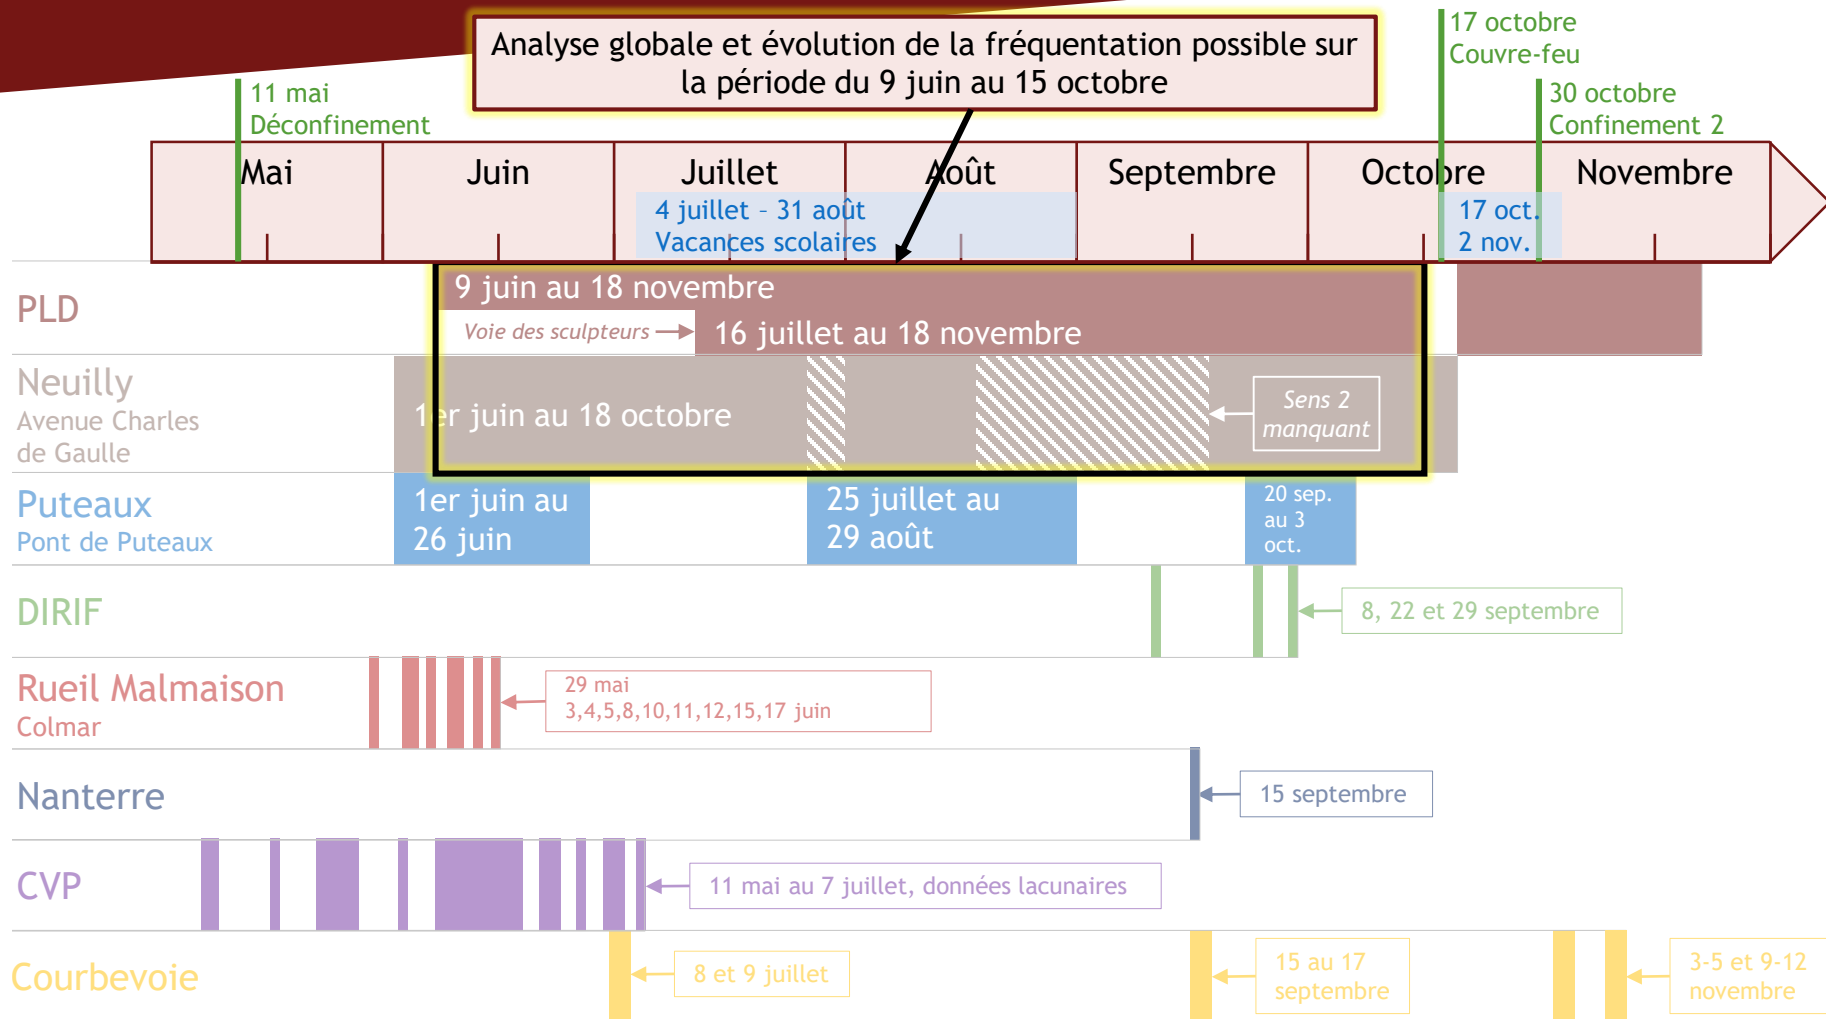 Analyse globale et évolution de la fréquentation possible sur
la période du 9 juin au 15 octobre
17 octobre
Couvre-feu
11 mai
Déconfinement
30 octobre
Confinement 2
Mai
Juin
Juillet
Août
Septembre
Octobre
Novembre
4 juillet – 31 août
Vacances scolaires
17 oct.
2 nov.
PLD
9 juin au 18 novembre
Voie des sculpteurs
16 juillet au 18 novembre
Neuilly
Avenue Charles
de Gaulle
1er juin au 18 octobre
Sens 2
manquant
Puteaux
Pont de Puteaux
1er juin au
26 juin
25 juillet au
29 août
20 sep.
au 3
oct.
DIRIF
8, 22 et 29 septembre
Rueil Malmaison
Colmar
29 mai
3,4,5,8,10,11,12,15,17 juin
Nanterre
15 septembre
CVP
11 mai au 7 juillet, données lacunaires
Courbevoie
8 et 9 juillet
15 au 17
septembre
3-5 et 9-12
novembre